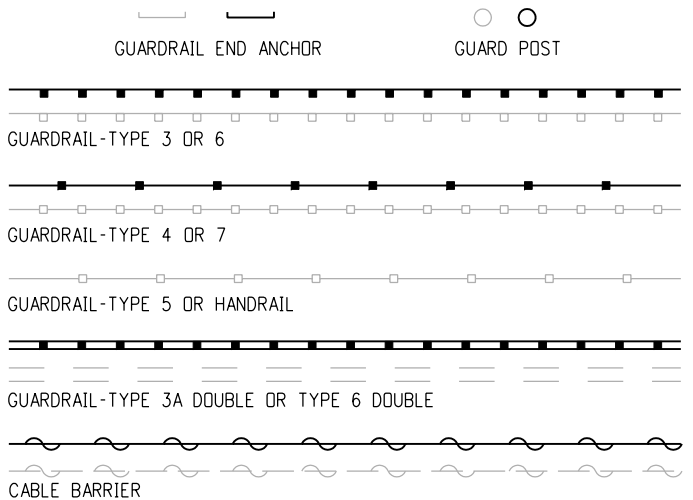 GUARDRAIL END ANCHOR
GUARD POST
GUARDRAIL-TYPE 3 OR 6
GUARDRAIL-TYPE 4 OR 7
GUARDRAIL-TYPE 5 OR HANDRAIL
GUARDRAIL-TYPE 3A DOUBLE OR TYPE 6 DOUBLE
CABLE BARRIER